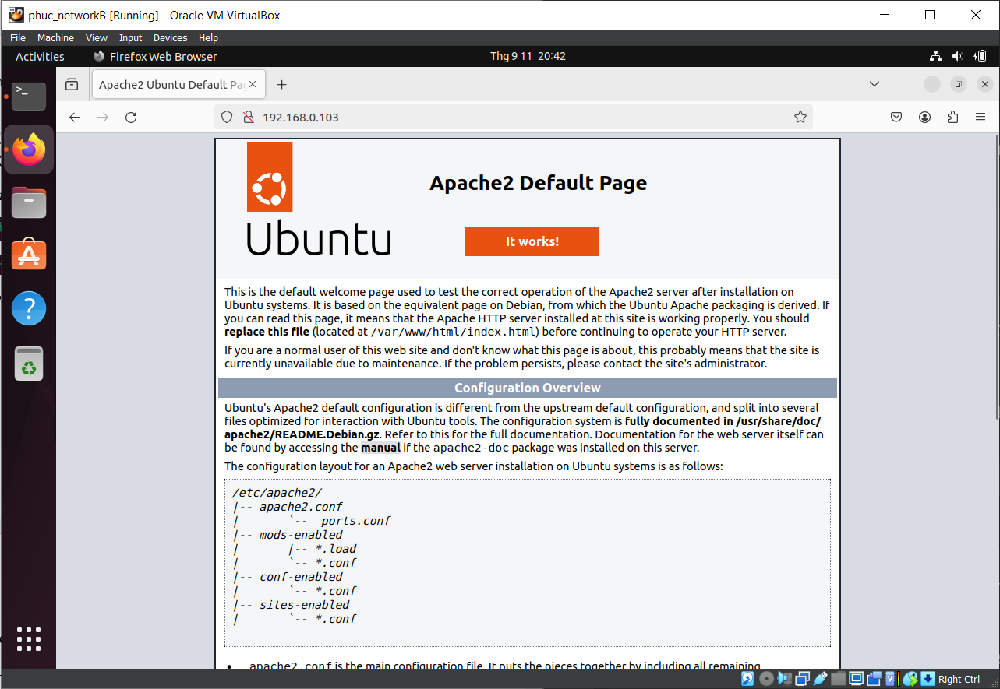 phuc_networkB [Running] - Oracle VM VirtualBox
File Machine View Input Devices Help
Activities Firefox Web Browser Thg 9 11 20:42
Apache2 Ubuntu Default Pag
192.168.0.103
Apache2 Default Page
Ubuntu
It works!
This is the default welcome page used to test the correct operation of the Apache2 server after installation on
Ubuntu systems. It is based on the equivalent page on Debian, from which the Ubuntu Apache packaging is derived. If
you can read this page, it means that the Apache HTTP server installed at this site is working properly. You should
replace this file (located at /var/www/html/index.html) before continuing to operate your HTTP server.
If you are a normal user of this web site and don't know what this page is about, this probably means that the site is
currently unavailable due to maintenance. If the problem persists, please contact the site's administrator.
Configuration Overview
Ubuntu's Apache2 default configuration is different from the upstream default configuration, and split into several
files optimized for interaction with Ubuntu tools. The configuration system is fully documented in /usr/share/doc/
apache2/README.Debian.gz. Refer to this for the full documentation. Documentation for the web server itself can
be found by accessing the manual if the apache2-doc package was installed on this server.
The configuration layout for an Apache2 web server installation on Ubuntu systems is as follows:
/etc/apache2/
|-- apache2.conf
|       `--  ports.conf
|-- mods-enabled
|       |-- *.load
|       `-- *.conf
|-- conf-enabled
|       `-- *.conf
|-- sites-enabled
|       `-- *.conf
• apache2.conf is the main configuration file. It puts the pieces together by including all remaining
Right Ctrl